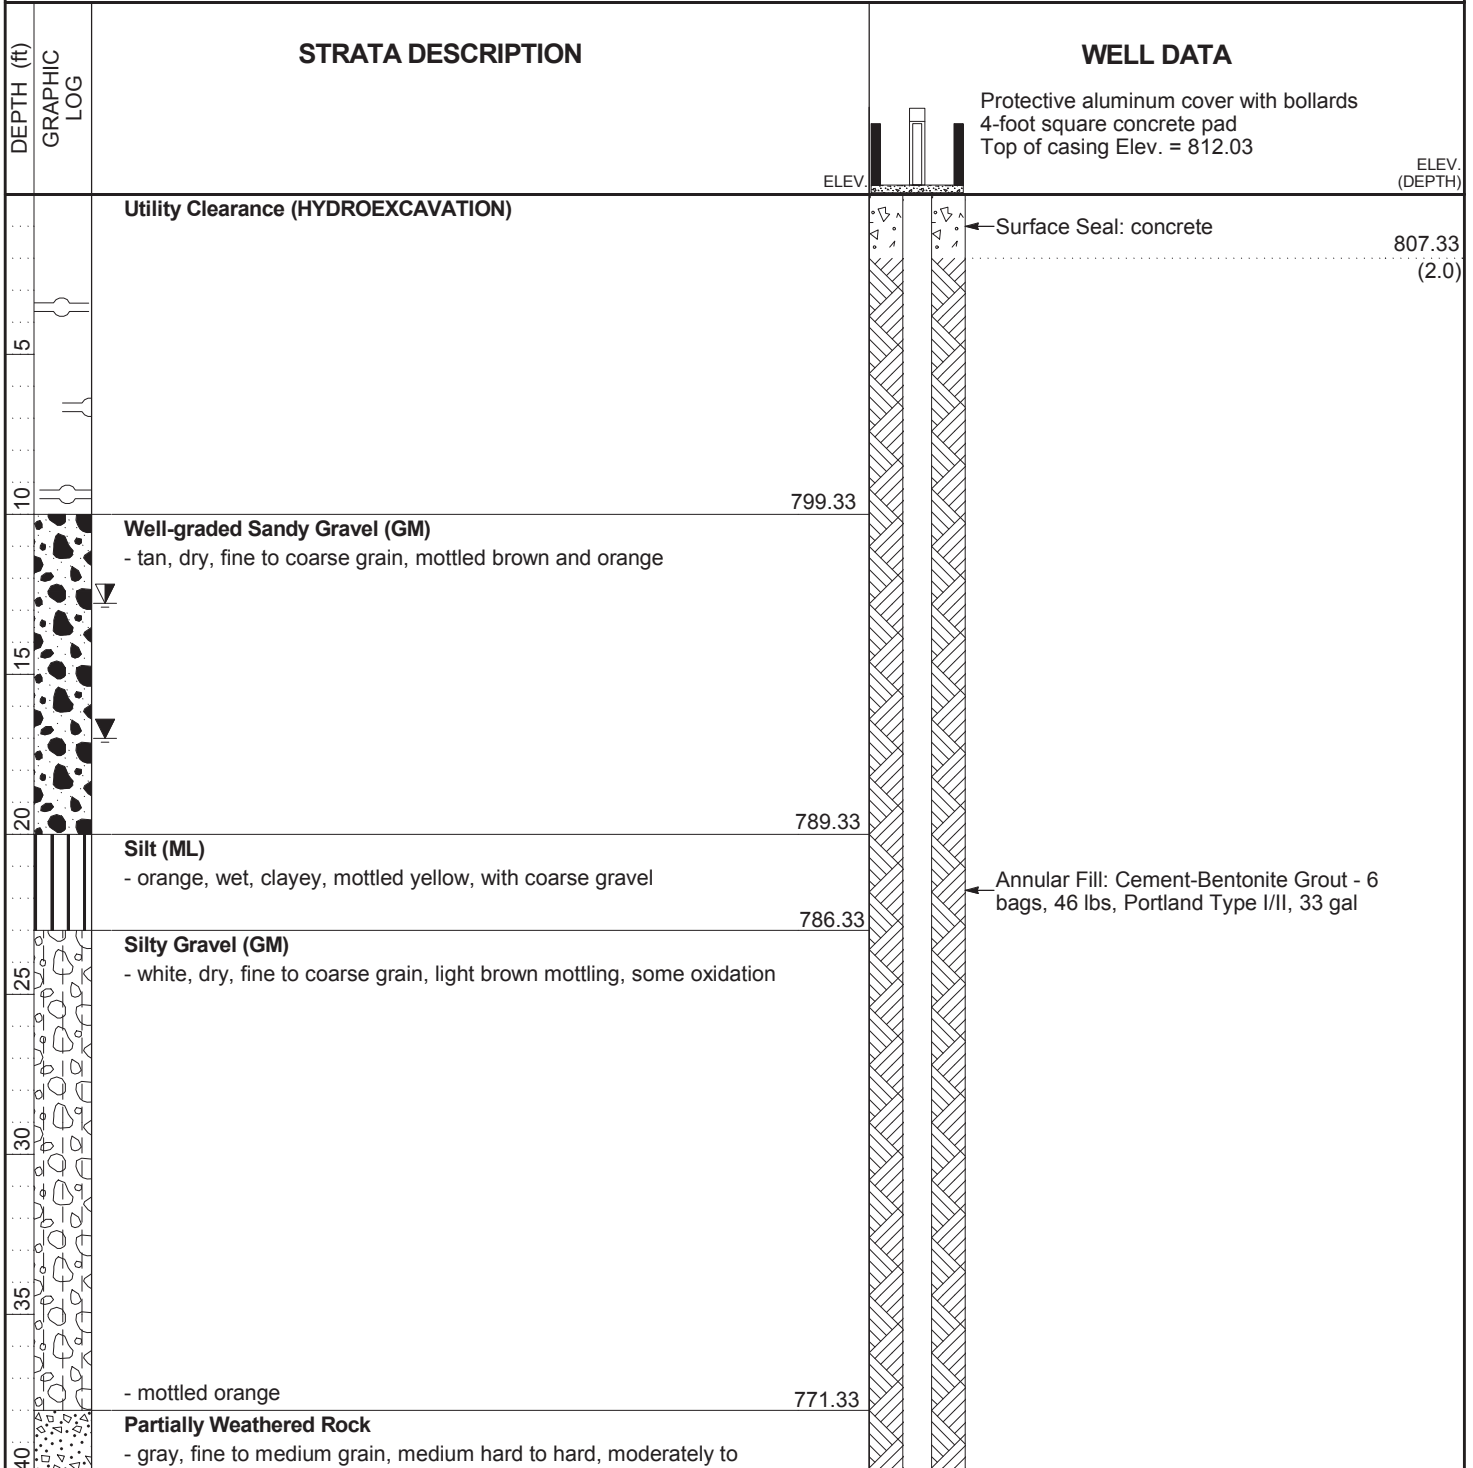 DEPTH (ft)
GRAPHIC
LOG
STRATA DESCRIPTION
ELEV.
WELL DATA
Protective aluminum cover with bollards
4-foot square concrete pad
Top of casing Elev. = 812.03
ELEV.
(DEPTH)
Utility Clearance (HYDROEXCAVATION)
Surface Seal: concrete
807.33
(2.0)
5
10
799.33
Well-graded Sandy Gravel (GM)
- tan, dry, fine to coarse grain, mottled brown and orange
15
20
789.33
Silt (ML)
- orange, wet, clayey, mottled yellow, with coarse gravel
Annular Fill: Cement-Bentonite Grout - 6
bags, 46 lbs, Portland Type I/II, 33 gal
786.33
Silty Gravel (GM)
- white, dry, fine to coarse grain, light brown mottling, some oxidation
25
30
35
- mottled orange
771.33
Partially Weathered Rock
- gray, fine to medium grain, medium hard to hard, moderately to
40